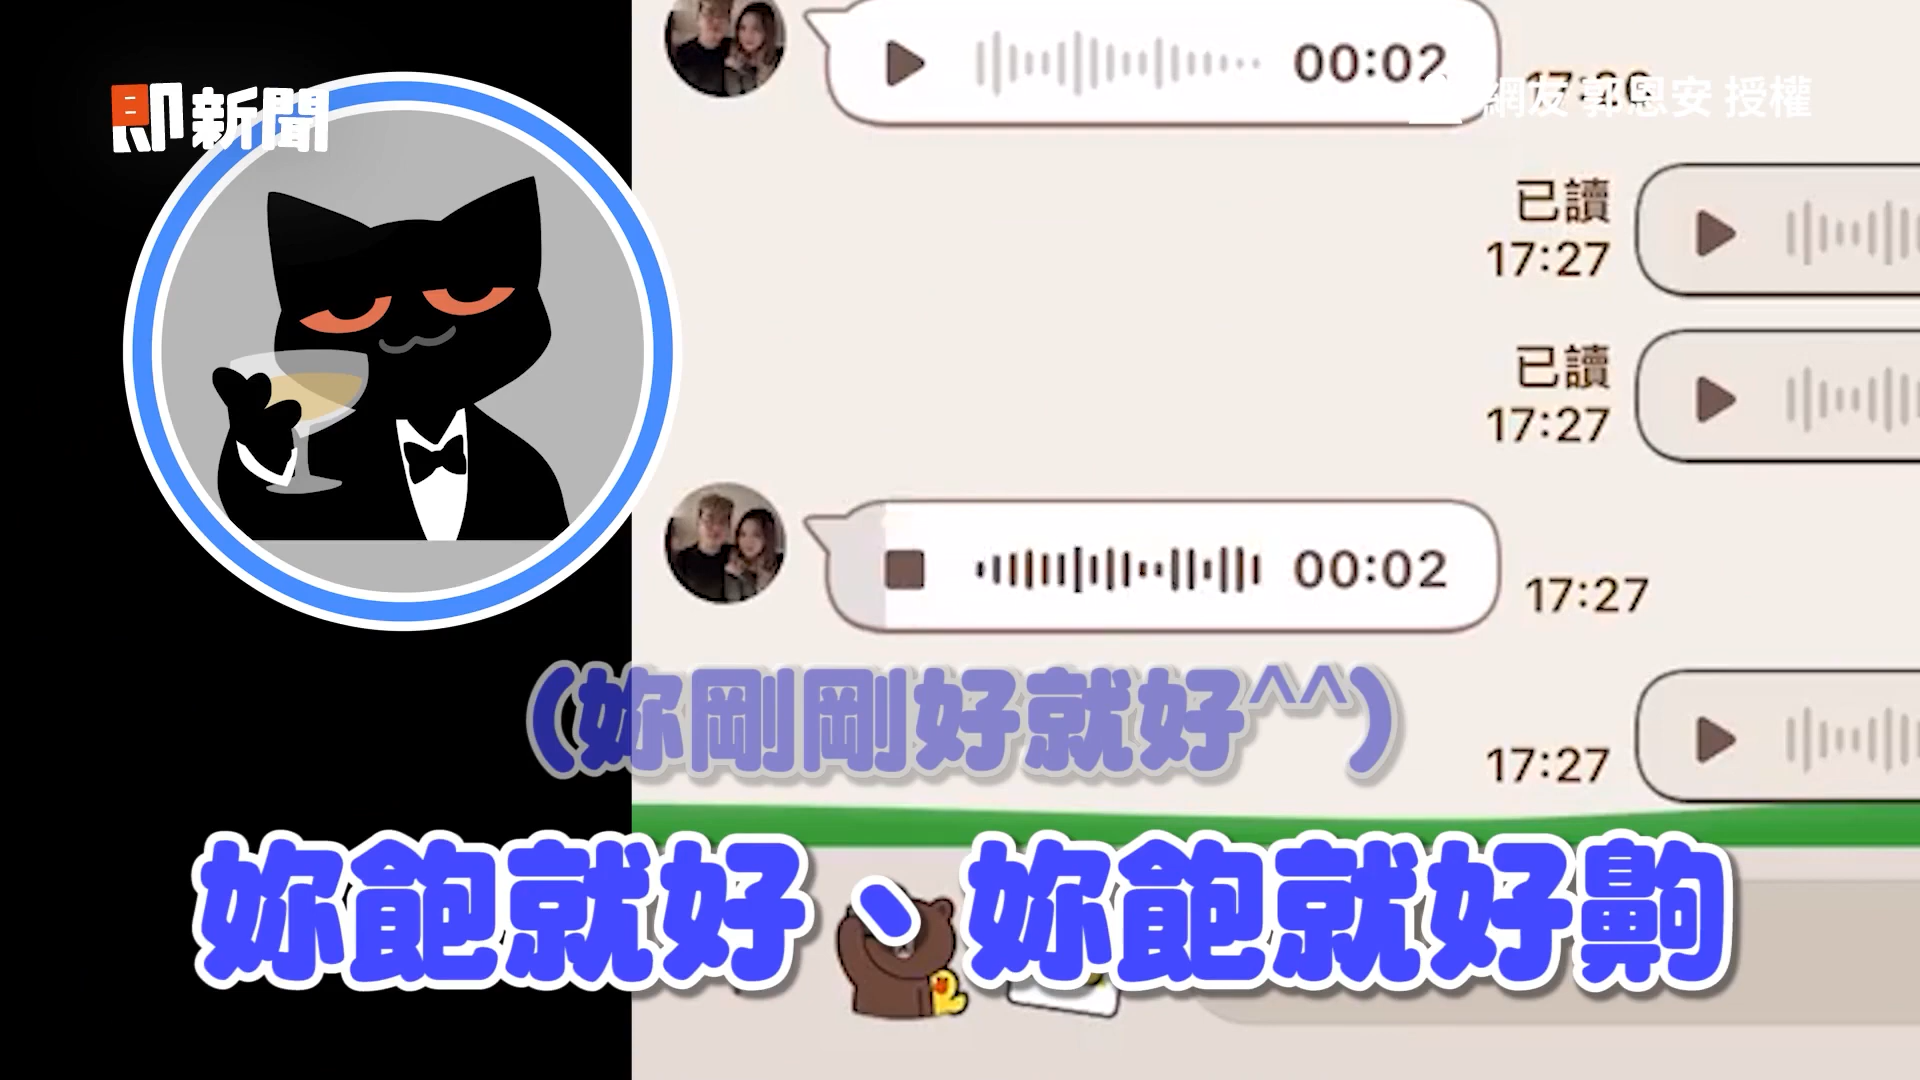 即新聞
00:02
網友 郭恩安 授權
已讀
17:27
已讀
17:27
00:02
17:27
(妳剛剛好就好^^)
17:27
妳飽就好、妳飽就好齁